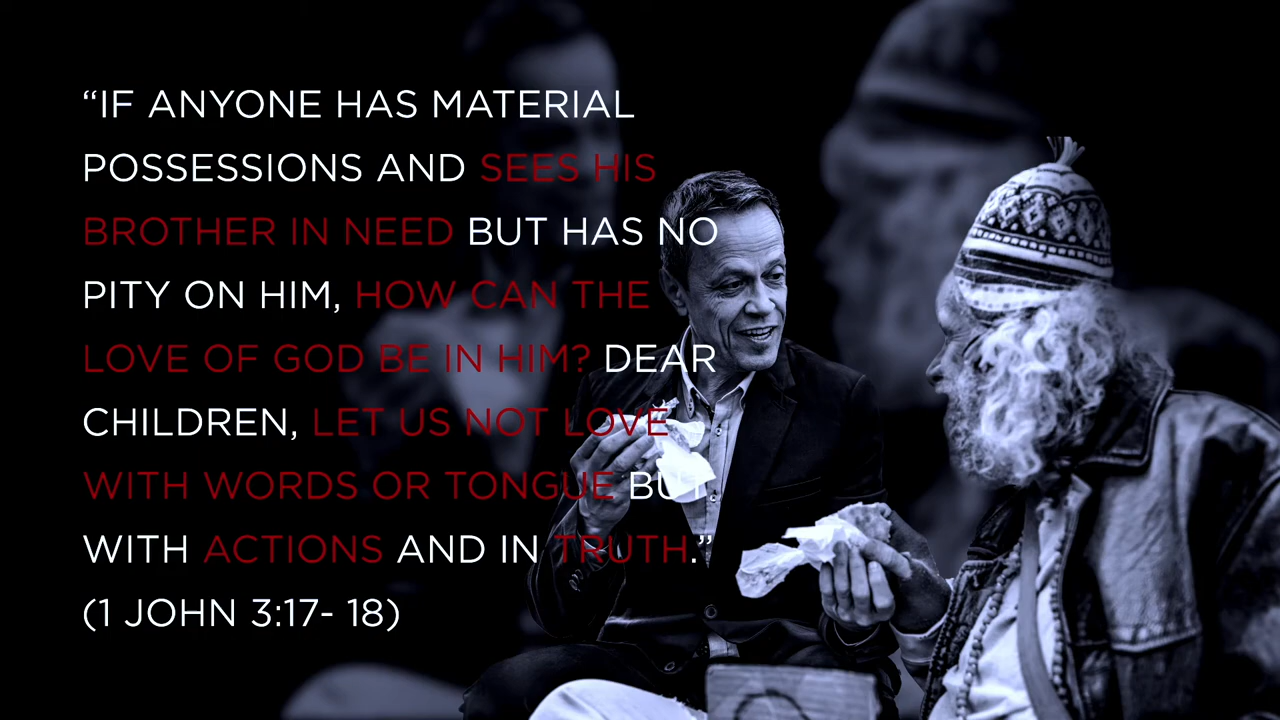 “IF ANYONE HAS MATERIAL
POSSESSIONS AND SEES HIS
BROTHER IN NEED BUT HAS NO
PITY ON HIM, HOW CAN THE
LOVE OF GOD BE IN HIM? DEAR
CHILDREN, LET US NOT LOVE
WITH WORDS OR TONGUE BUT
WITH ACTIONS AND IN TRUTH.”
(1 JOHN 3:17- 18)